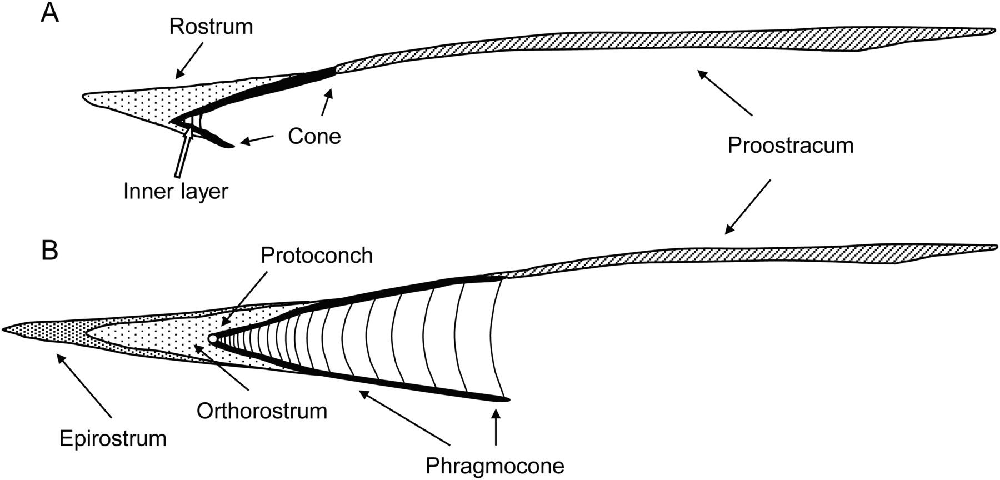 A
Rostrum
Cone
Proostracum
Inner layer
B
Protoconch
Orthorostrum
Epirostrum
Phragmocone